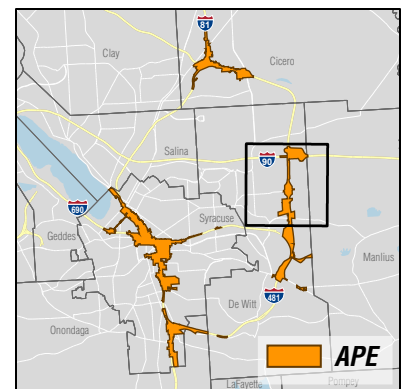 81
Clay
Cicero
Salina
90
690
Syracuse
Geddes
Manlius
481
De Witt
Onondaga
APE
LaFayette
Pompey